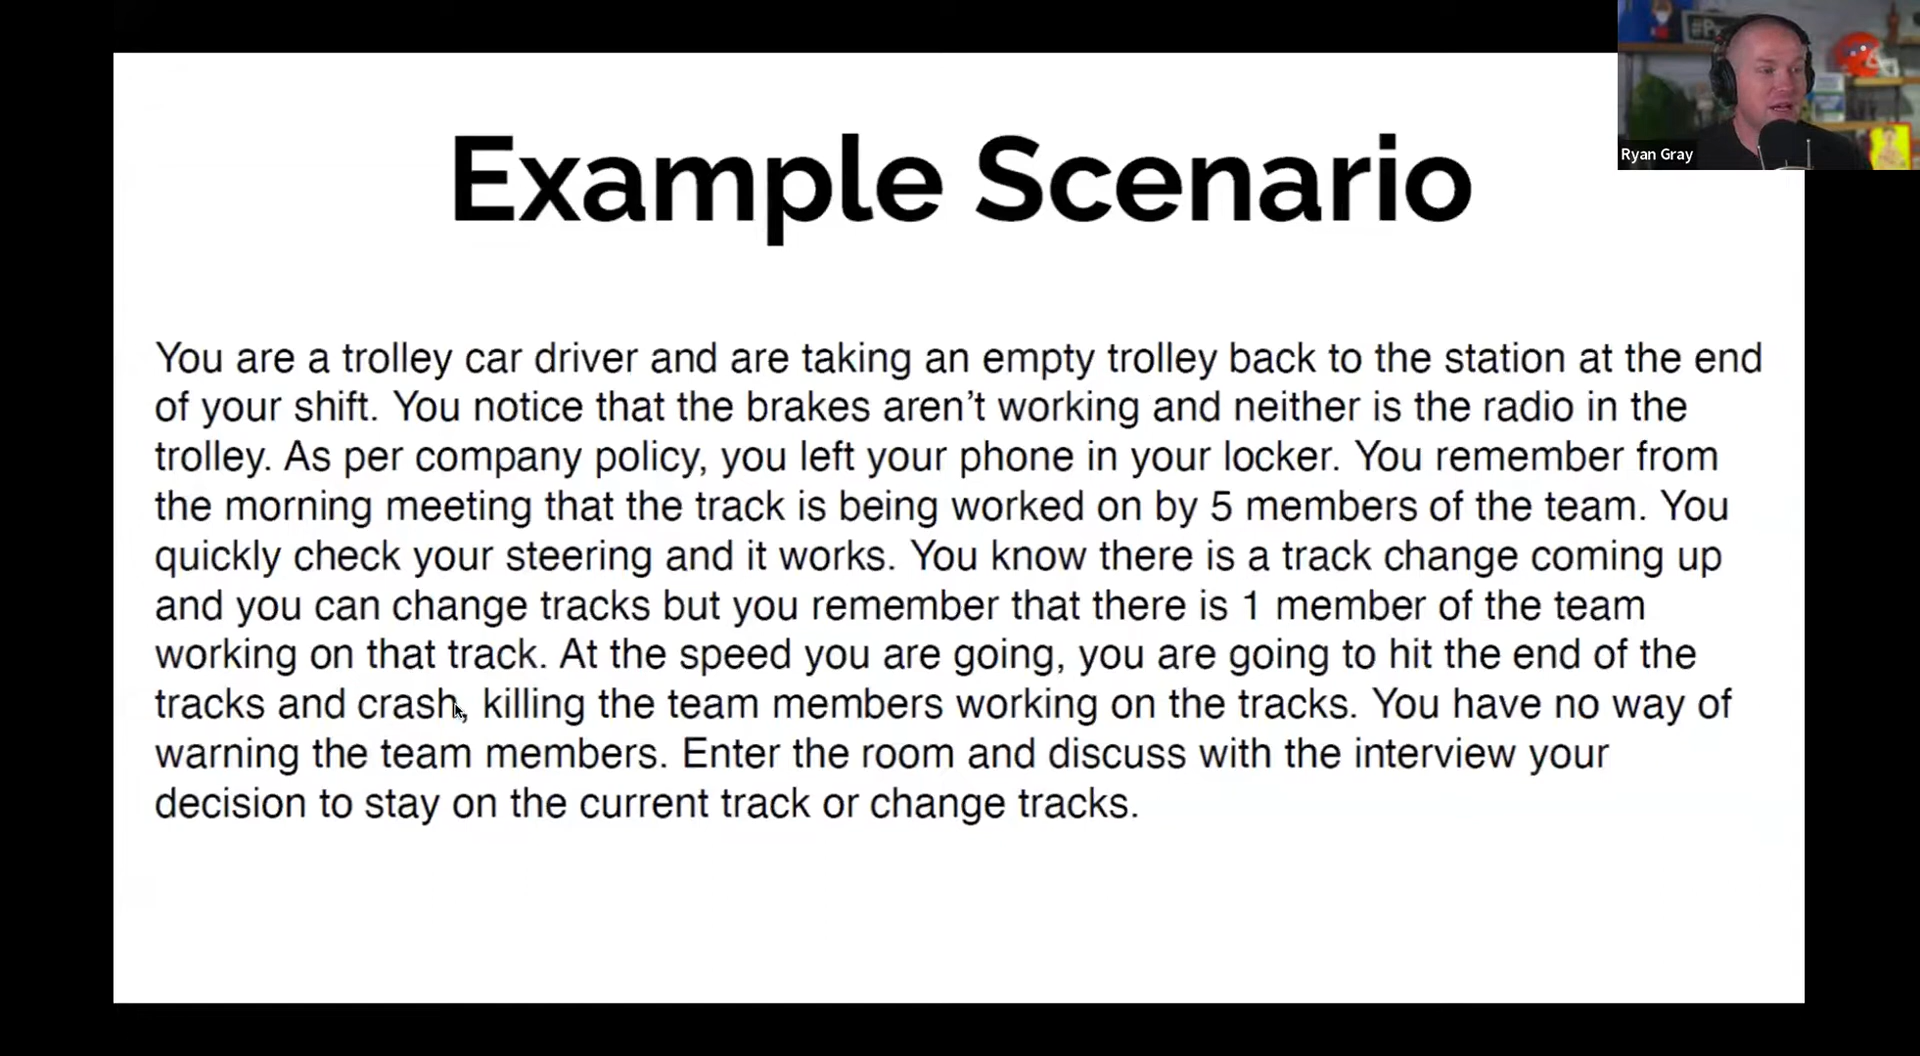 Example Scenario
Ryan Gray
You are a trolley car driver and are taking an empty trolley back to the station at the end
of your shift. You notice that the brakes aren’t working and neither is the radio in the
trolley. As per company policy, you left your phone in your locker. You remember from
the morning meeting that the track is being worked on by 5 members of the team. You
quickly check your steering and it works. You know there is a track change coming up
and you can change tracks but you remember that there is 1 member of the team
working on that track. At the speed you are going, you are going to hit the end of the
tracks and crash, killing the team members working on the tracks. You have no way of
warning the team members. Enter the room and discuss with the interview your
decision to stay on the current track or change tracks.